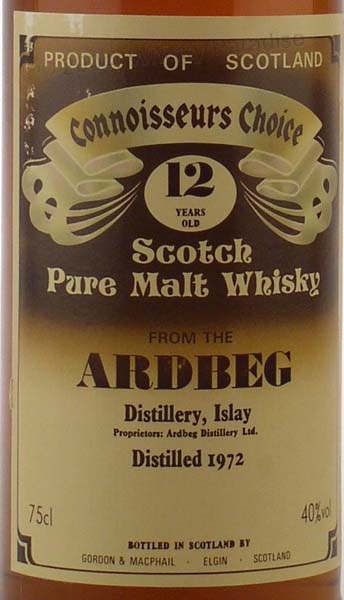 PRODUCT OF SCOTLAND
Connoisseurs Choice
12
YEARS
OLD
Scotch
Pure Malt Whisky
FROM THE
ARDBEG
Distillery, Islay
Proprietors: Ardbeg Distillery Ltd.
Distilled 1972
75cl 40%vol
BOTTLED IN SCOTLAND BY
GORDON & MACPHAIL · ELGIN · SCOTLAND